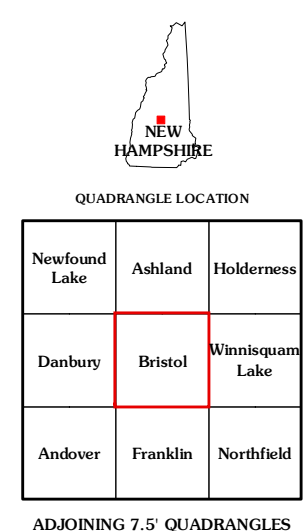 NEW
HAMPSHIRE
QUADRANGLE LOCATION
Newfound
Lake
Ashland
Holderness
Danbury
Bristol
Winnisquam
Lake
Andover
Franklin
Northfield
ADJOINING 7.5' QUADRANGLES